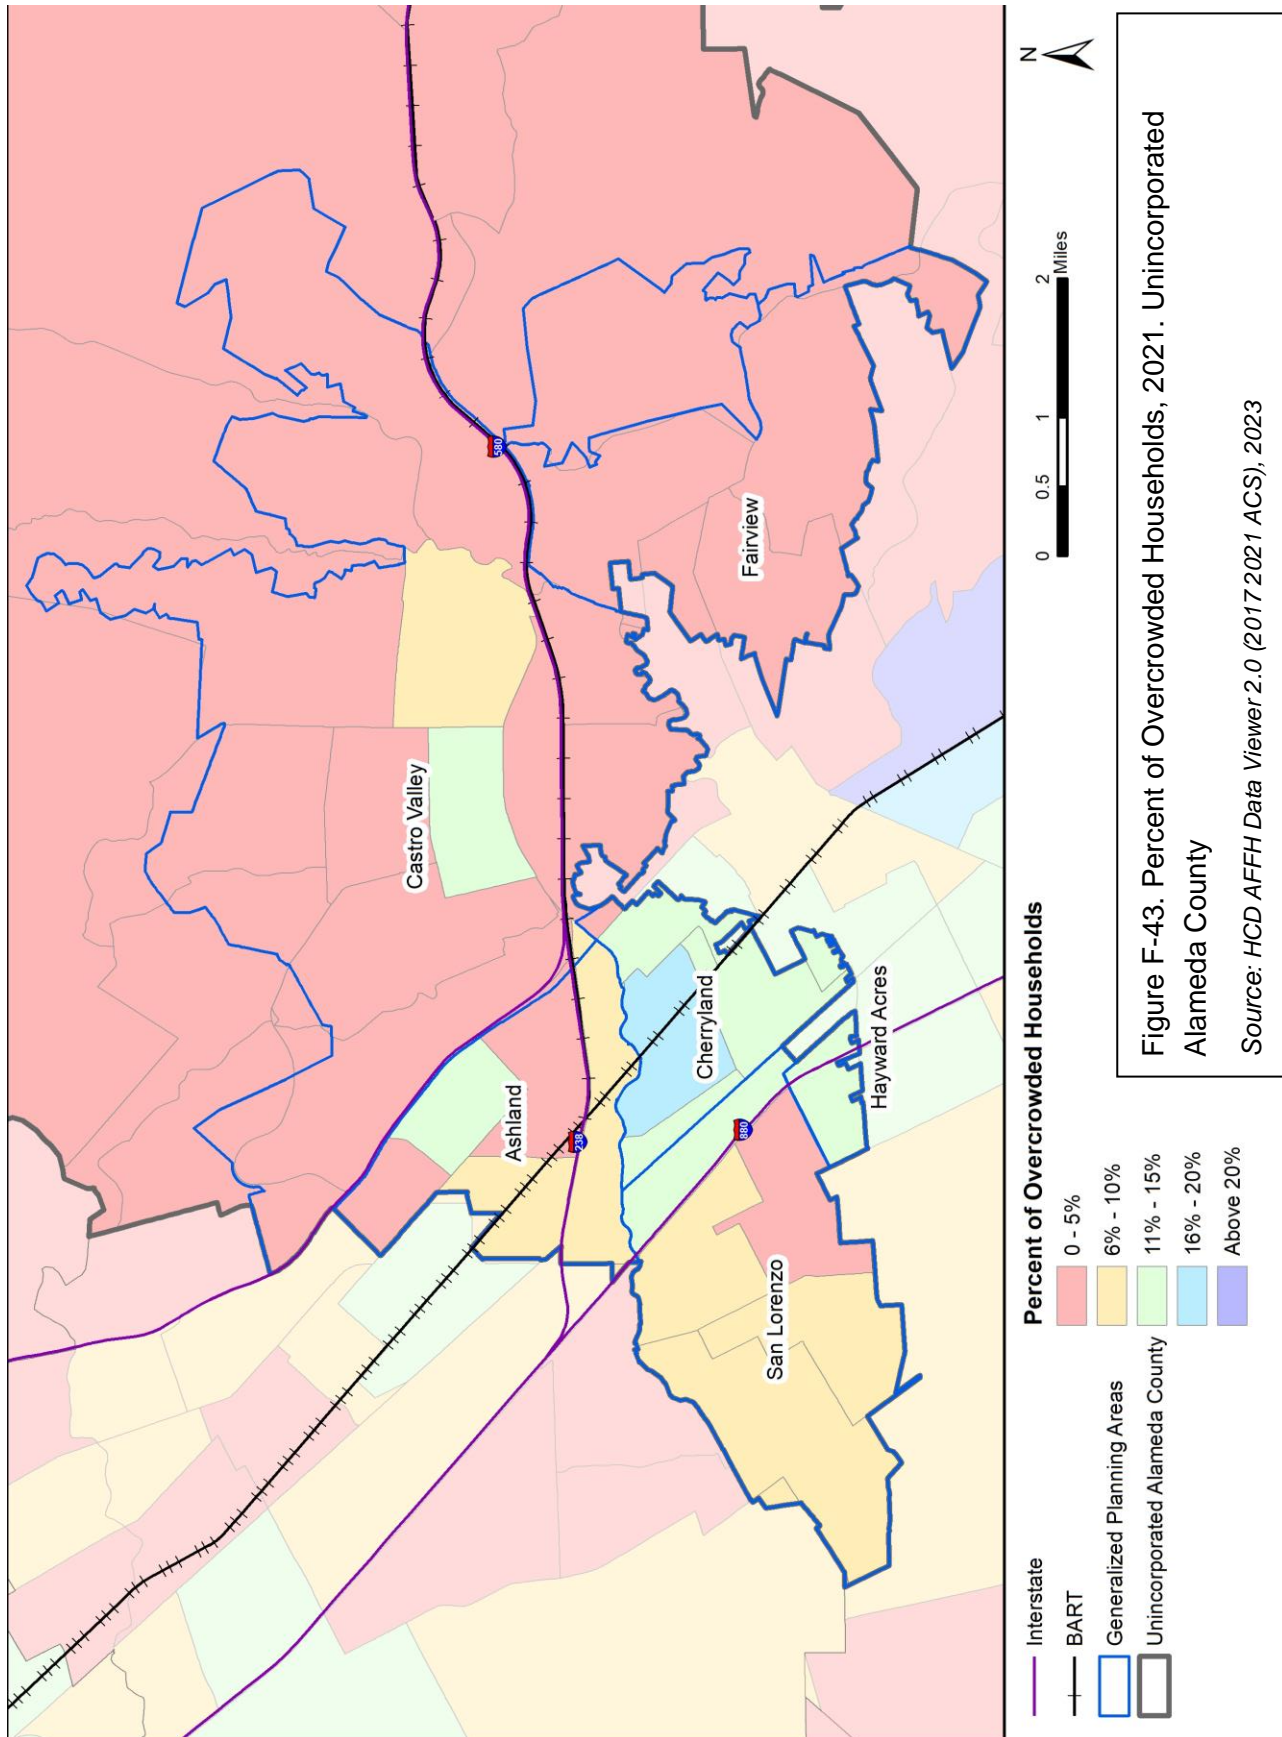 Castro Valley
Ashland
Cherryland
Fairview
San Lorenzo
Hayward Acres
580
238
880
N
0 0.5 1 2
Miles
Interstate
BART
Generalized Planning Areas
Unincorporated Alameda County
Percent of Overcrowded Households
0 - 5%
6% - 10%
11% - 15%
16% - 20%
Above 20%
Figure F-43. Percent of Overcrowded Households, 2021. Unincorporated
Alameda County
Source: HCD AFFH Data Viewer 2.0 (2017 2021 ACS), 2023